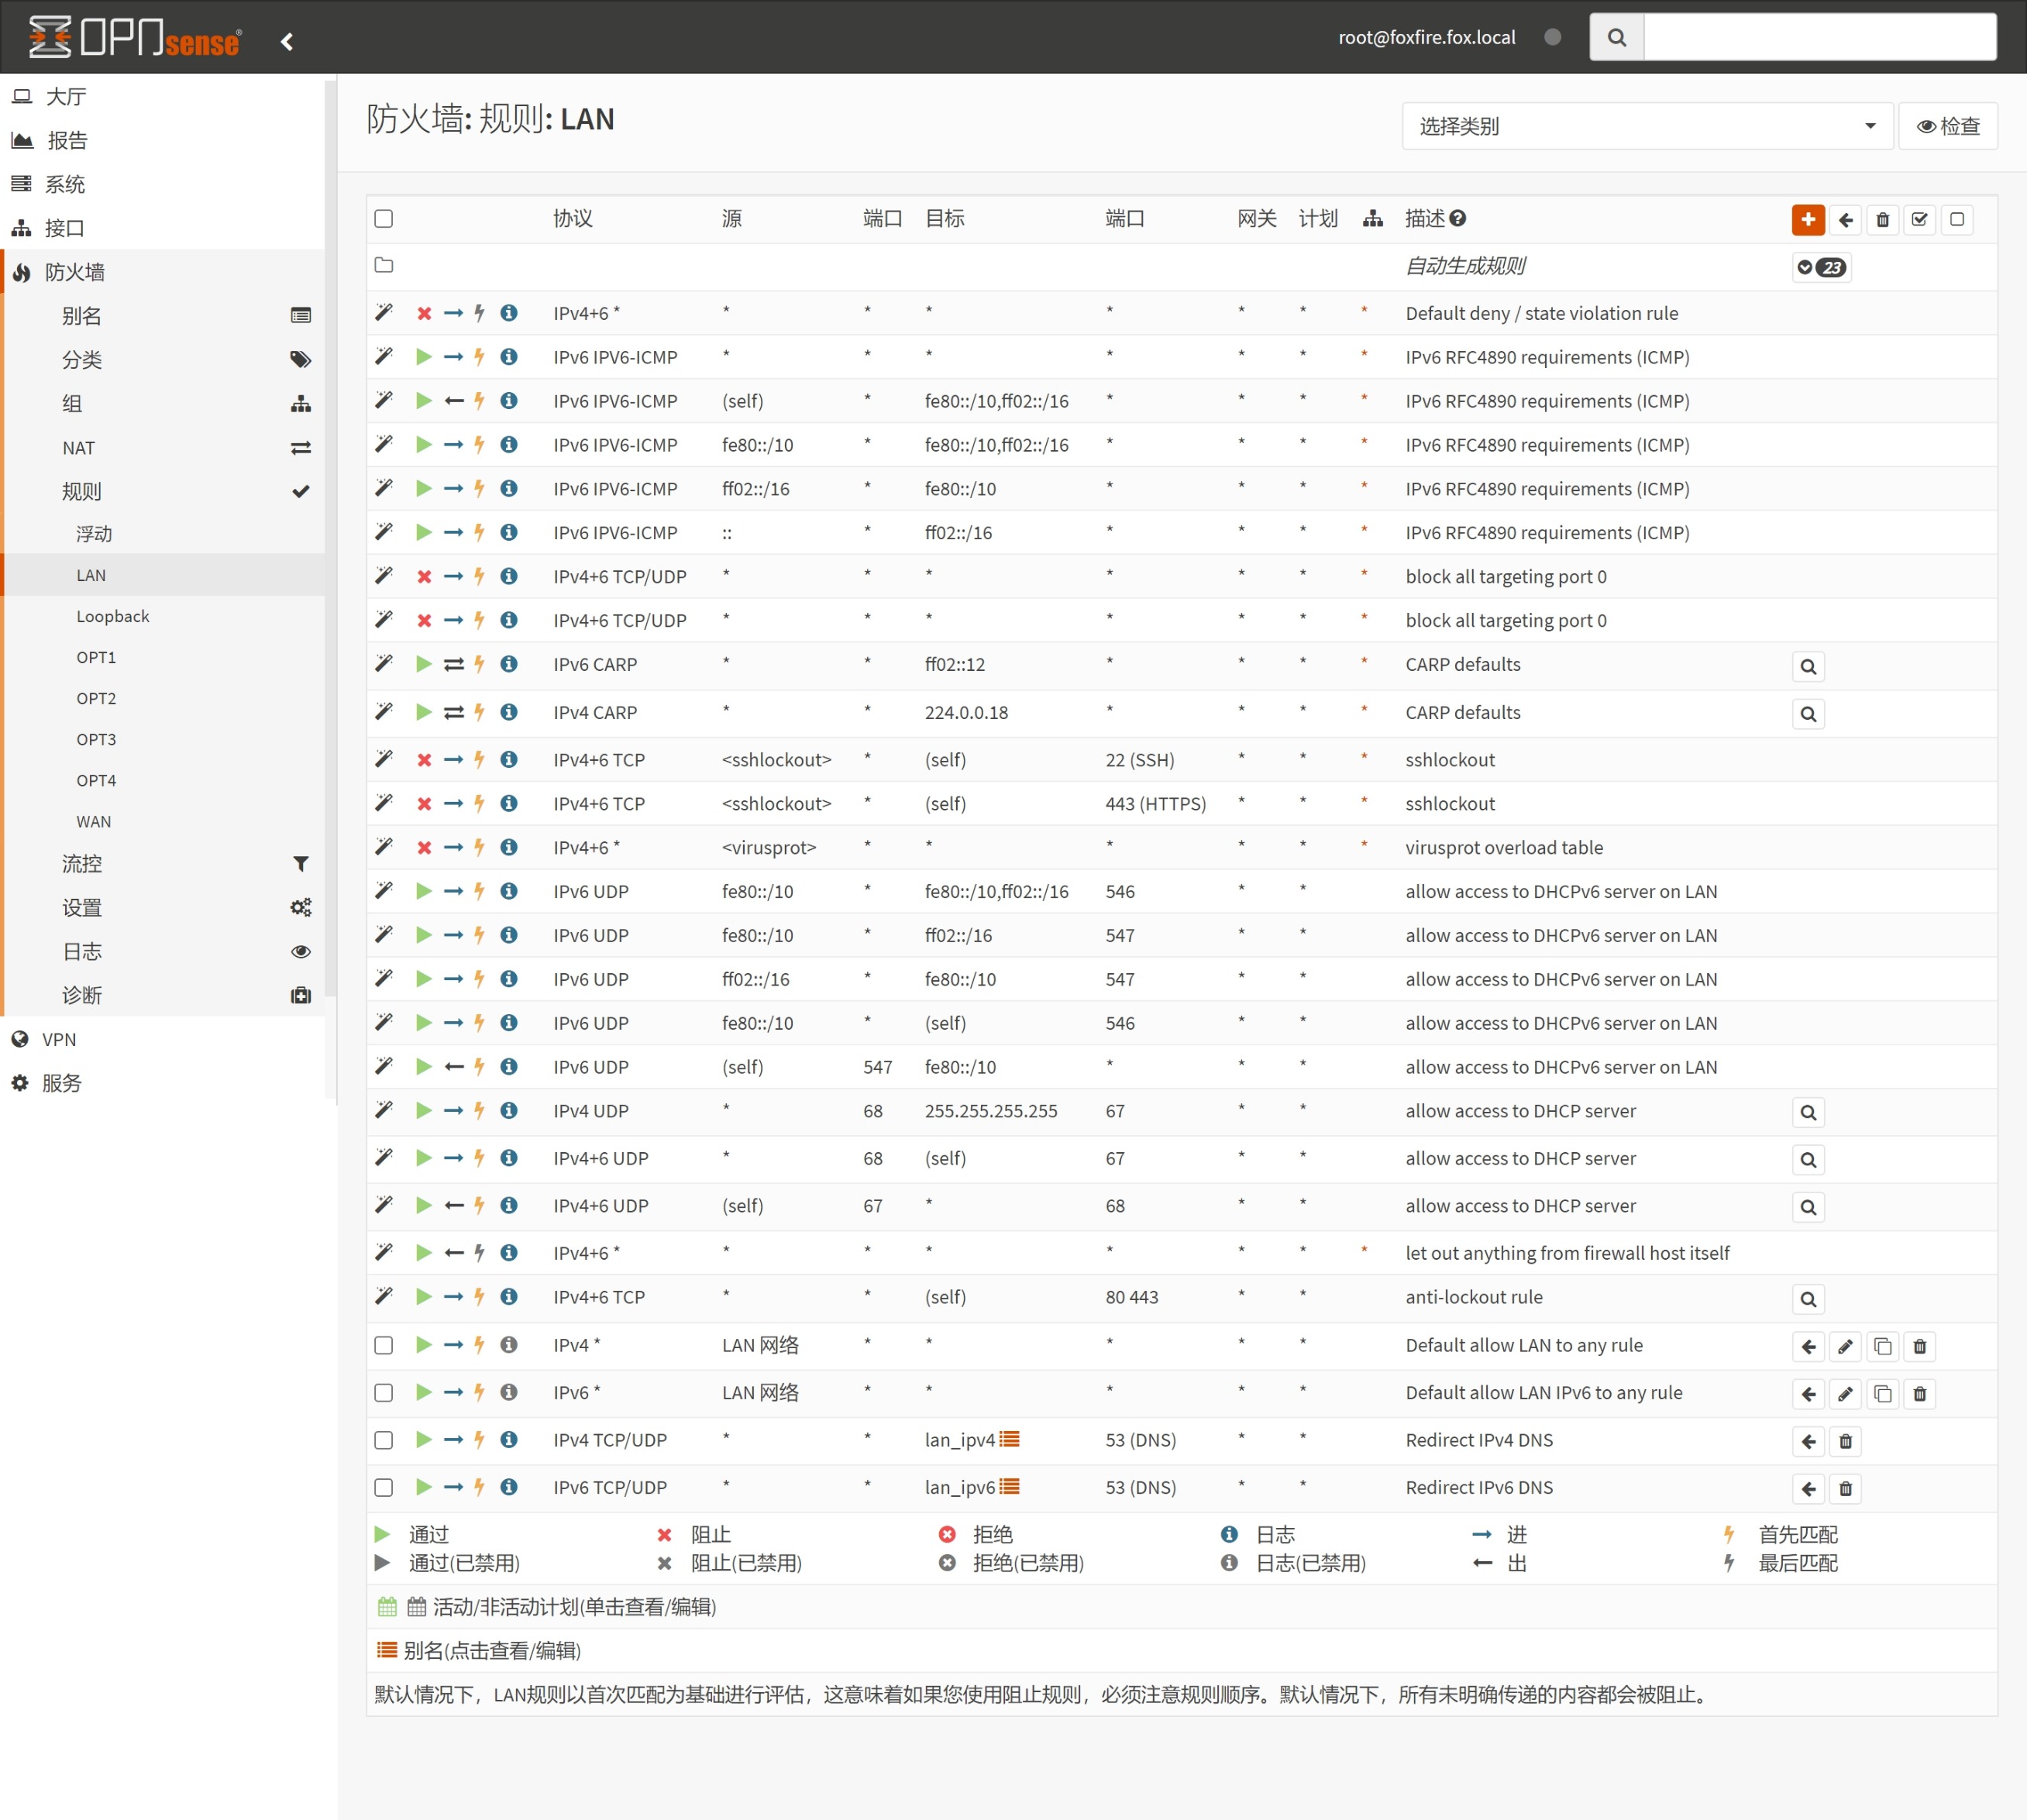 OPNsense®
root@foxfire.fox.local
大厅
报告
系统
接口
防火墙
别名
分类
组
NAT
规则
浮动
LAN
Loopback
OPT1
OPT2
OPT3
OPT4
WAN
流控
设置
日志
诊断
VPN
服务
防火墙: 规则: LAN
选择类别
检查
协议 源 端口 目标 端口 网关 计划 描述
自动生成规则 23
IPv4+6 * * * * * * * * Default deny / state violation rule
IPv6 IPV6-ICMP * * * * * * * IPv6 RFC4890 requirements (ICMP)
IPv6 IPV6-ICMP (self) * fe80::/10,ff02::/16 * * * * IPv6 RFC4890 requirements (ICMP)
IPv6 IPV6-ICMP fe80::/10 * fe80::/10,ff02::/16 * * * * IPv6 RFC4890 requirements (ICMP)
IPv6 IPV6-ICMP ff02::/16 * fe80::/10 * * * * IPv6 RFC4890 requirements (ICMP)
IPv6 IPV6-ICMP :: * ff02::/16 * * * * IPv6 RFC4890 requirements (ICMP)
IPv4+6 TCP/UDP * * * * * * * block all targeting port 0
IPv4+6 TCP/UDP * * * * * * * block all targeting port 0
IPv6 CARP * * ff02::12 * * * * CARP defaults
IPv4 CARP * * 224.0.0.18 * * * * CARP defaults
IPv4+6 TCP <sshlockout> * (self) 22 (SSH) * * * sshlockout
IPv4+6 TCP <sshlockout> * (self) 443 (HTTPS) * * * sshlockout
IPv4+6 * <virusprot> * * * * * * virusprot overload table
IPv6 UDP fe80::/10 * fe80::/10,ff02::/16 546 * * allow access to DHCPv6 server on LAN
IPv6 UDP fe80::/10 * ff02::/16 547 * * allow access to DHCPv6 server on LAN
IPv6 UDP ff02::/16 * fe80::/10 547 * * allow access to DHCPv6 server on LAN
IPv6 UDP fe80::/10 * (self) 546 * * allow access to DHCPv6 server on LAN
IPv6 UDP (self) 547 fe80::/10 * * * allow access to DHCPv6 server on LAN
IPv4 UDP * 68 255.255.255.255 67 * * allow access to DHCP server
IPv4+6 UDP * 68 (self) 67 * * allow access to DHCP server
IPv4+6 UDP (self) 67 * 68 * * allow access to DHCP server
IPv4+6 * * * * * * * * let out anything from firewall host itself
IPv4+6 TCP * * (self) 80 443 * * anti-lockout rule
IPv4 * LAN 网络 * * * * * Default allow LAN to any rule
IPv6 * LAN 网络 * * * * * Default allow LAN IPv6 to any rule
IPv4 TCP/UDP * * lan_ipv4 53 (DNS) * * Redirect IPv4 DNS
IPv6 TCP/UDP * * lan_ipv6 53 (DNS) * * Redirect IPv6 DNS
通过 阻止 拒绝 日志 进 首先匹配
通过(已禁用) 阻止(已禁用) 拒绝(已禁用) 日志(已禁用) 出 最后匹配
活动/非活动计划(单击查看/编辑)
别名(点击查看/编辑)
默认情况下，LAN规则以首次匹配为基础进行评估，这意味着如果您使用阻止规则，必须注意规则顺序。默认情况下，所有未明确传递的内容都会被阻止。